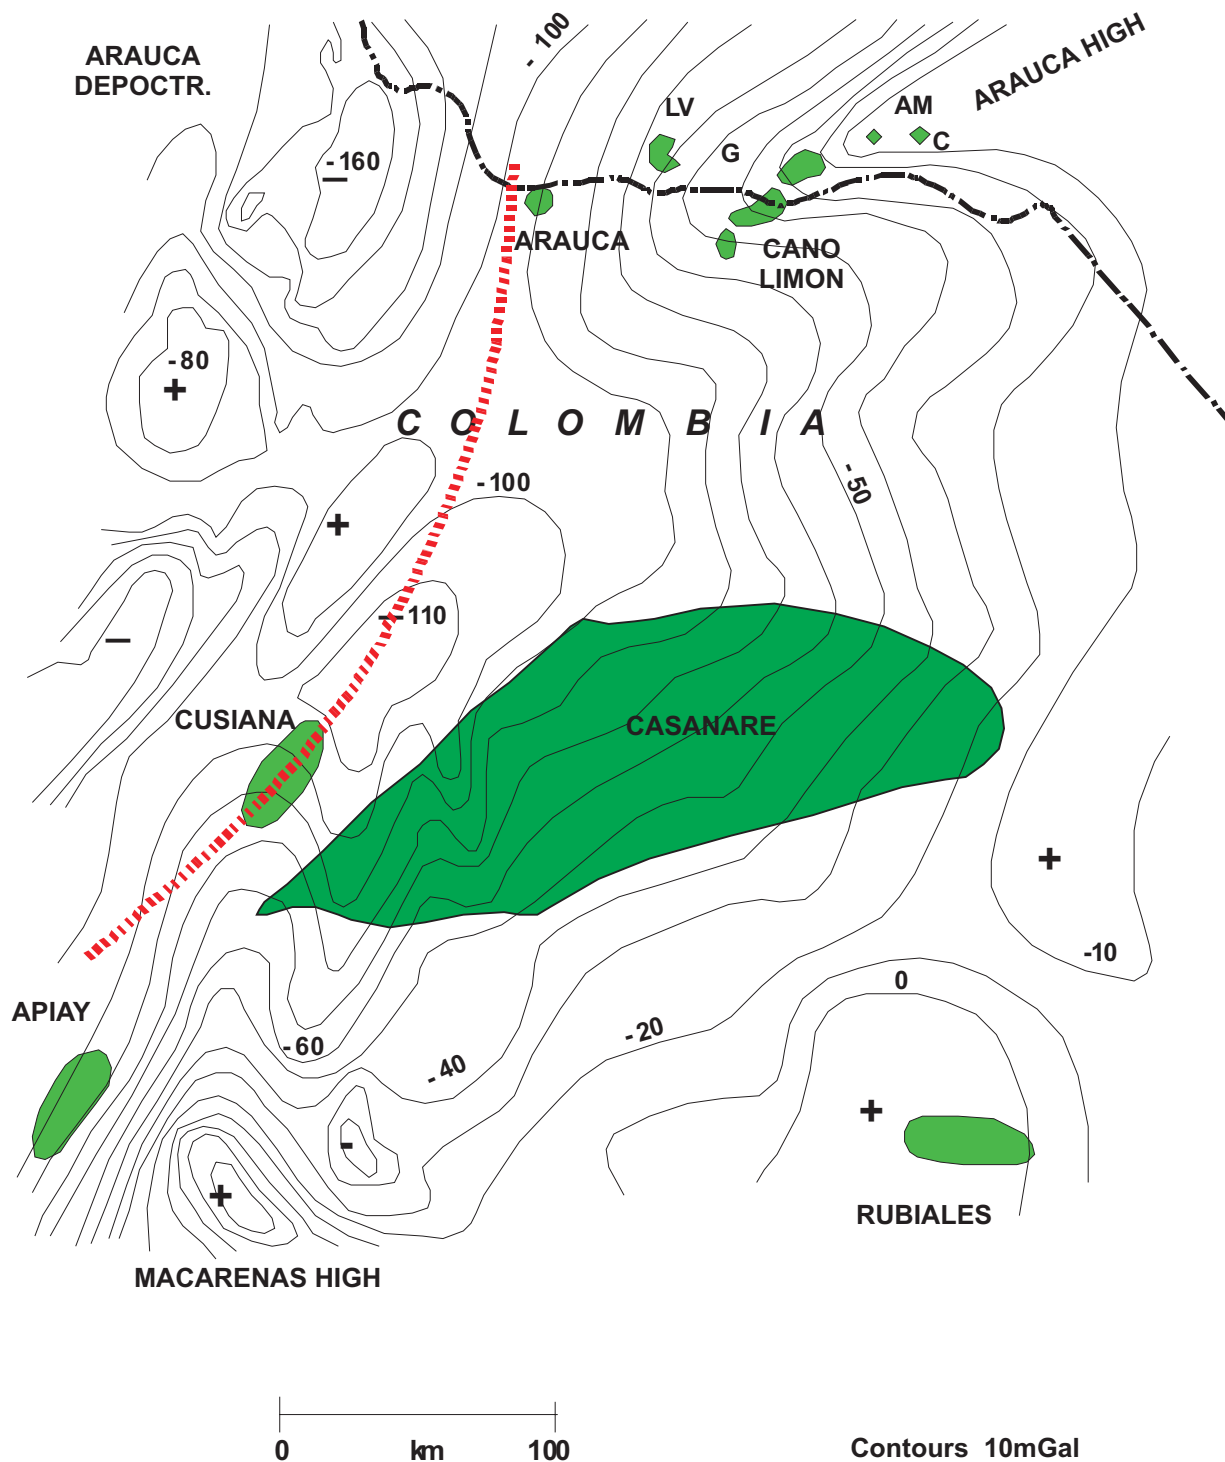 ARAUCA
DEPOCTR.
- 100
ARAUCA HIGH
LV
AM
C
G
-160
ARAUCA
CANO
LIMON
-80
COLOMBIA
-100
-50
-110
CUSIANA
CASANARE
-10
0
APIAY
-20
-60
-40
RUBIALES
MACARENAS HIGH
0 km 100
Contours 10mGal